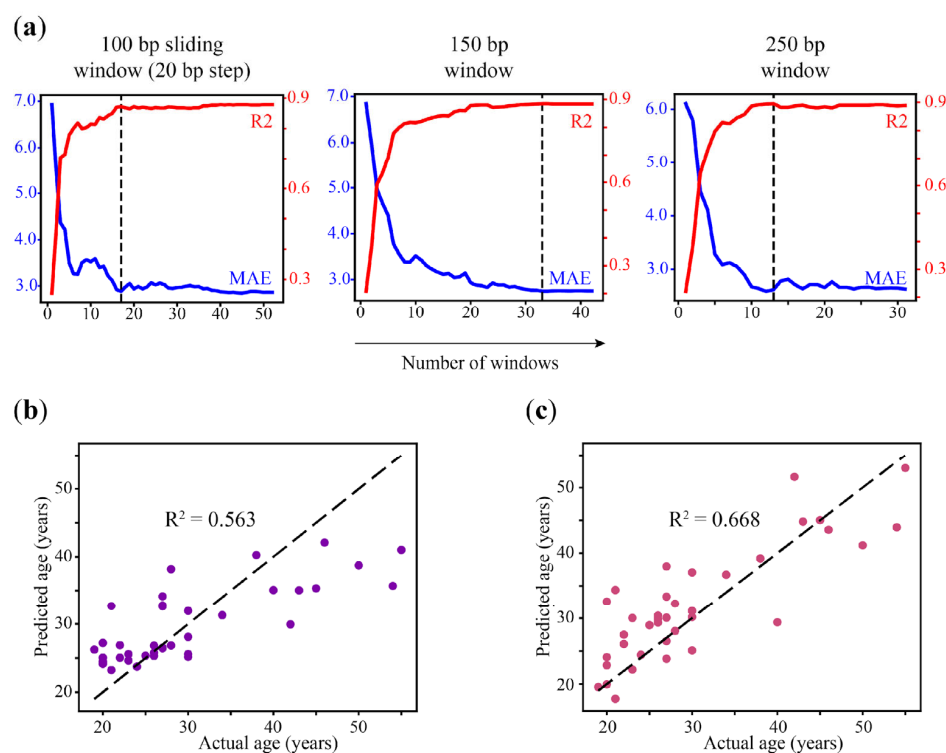 (a)
100 bp sliding
window (20 bp step)
150 bp
window
250 bp
window
7.0
6.0
5.0
4.0
3.0
0.9
0.6
0.3
R2
MAE
0 10 20 30 40 50
7.0
6.0
5.0
4.0
3.0
0.9
0.6
0.3
R2
MAE
0 10 20 30 40
6.0
5.0
4.0
3.0
0.9
0.6
0.3
R2
MAE
0 10 20 30
Number of windows
(b)
50
40
30
20
Predicted age (years)
R² = 0.563
20 30 40 50
Actual age (years)
(c)
50
40
30
20
Predicted age (years)
R² = 0.668
20 30 40 50
Actual age (years)